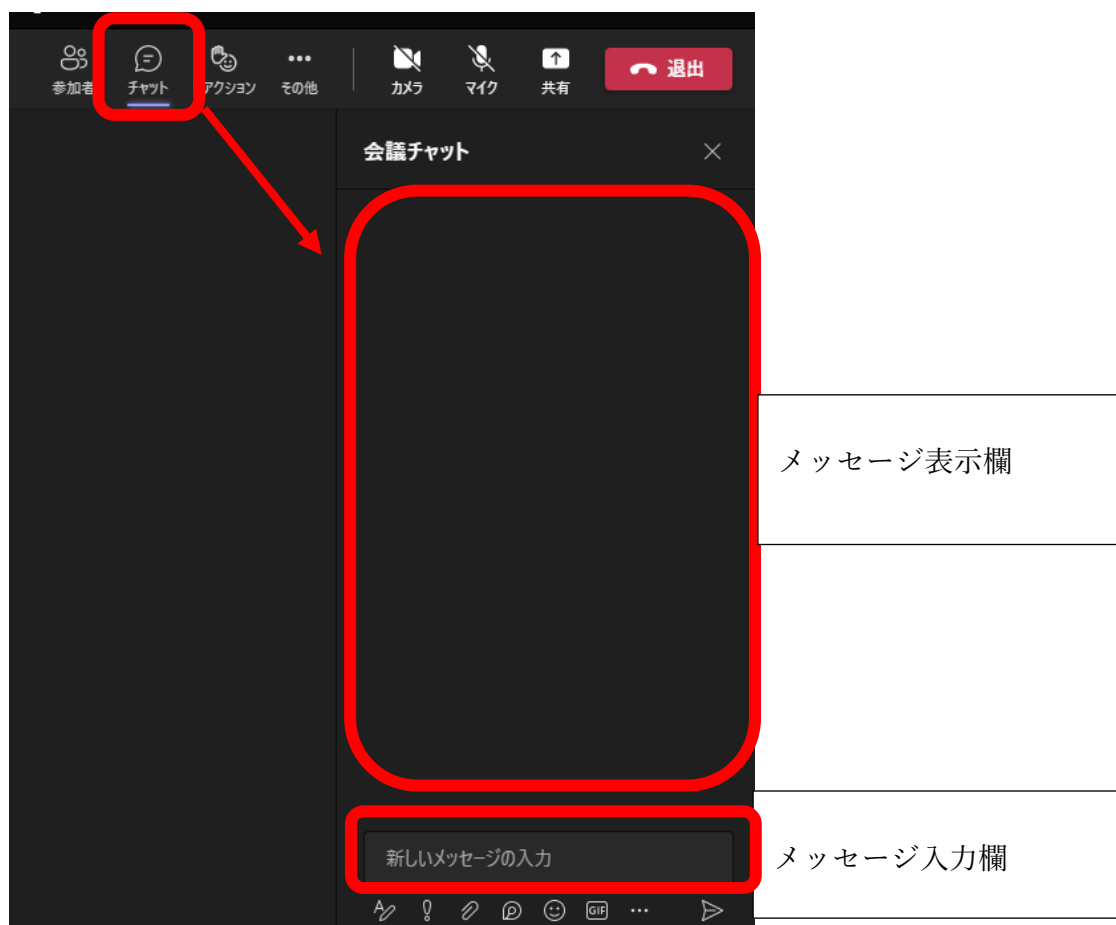 参加者 チャット アクション その他 カメラ マイク 共有 退出
会議チャット
メッセージ表示欄
新しいメッセージの入力
メッセージ入力欄
GIF